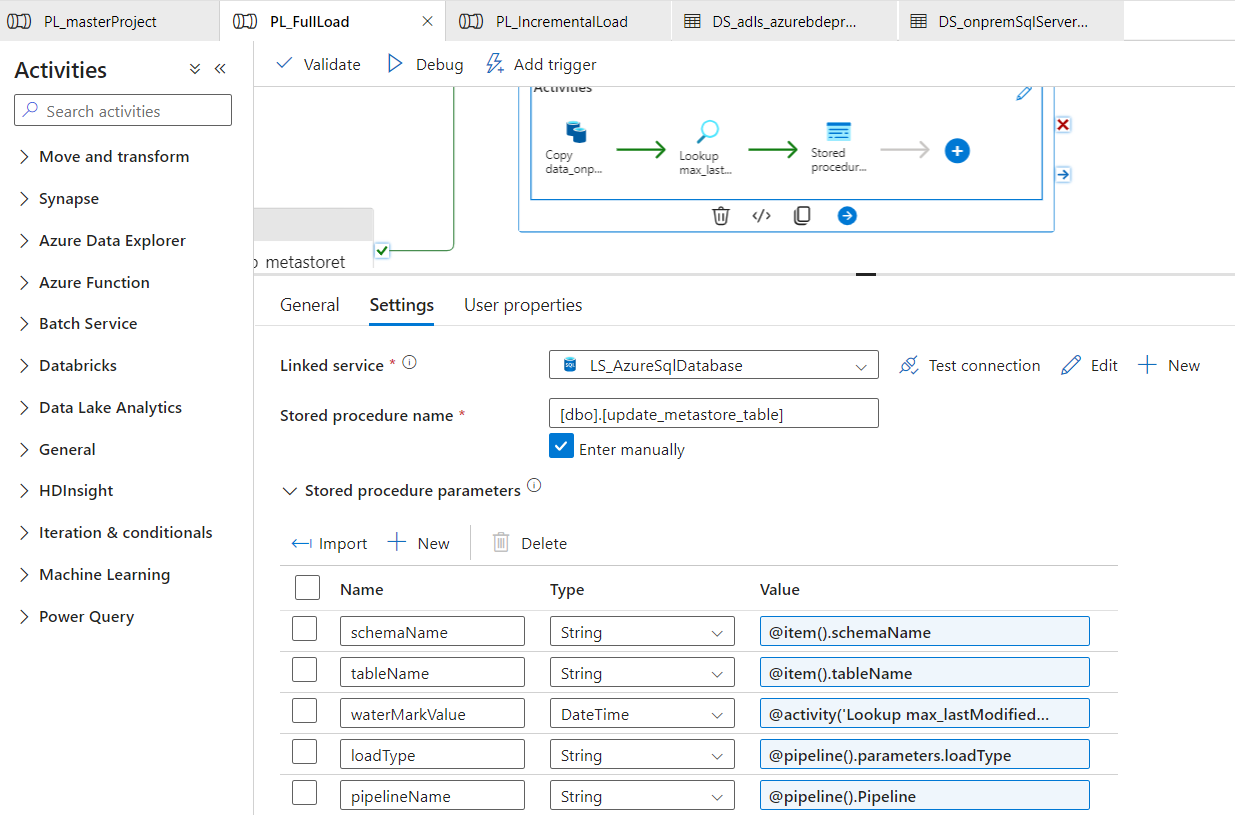 PL_masterProject
PL_FullLoad
PL_IncrementalLoad
DS_adls_azurebdepr...
DS_onpremSqlServer...
Activities
Search activities
Move and transform
Synapse
Azure Data Explorer
Azure Function
Batch Service
Databricks
Data Lake Analytics
General
HDInsight
Iteration & conditionals
Machine Learning
Power Query
Validate
Debug
Add trigger
Activities
Copy
data_onp...
Lookup
max_last...
Stored
procedur...
metastoret
General
Settings
User properties
Linked service *
SQL
LS_AzureSqlDatabase
Test connection
Edit
New
Stored procedure name *
[dbo].[update_metastore_table]
Enter manually
Stored procedure parameters
Import
New
Delete
Name Type Value
schemaName String @item().schemaName
tableName String @item().tableName
waterMarkValue DateTime @activity('Lookup max_lastModified...
loadType String @pipeline().parameters.loadType
pipelineName String @pipeline().Pipeline